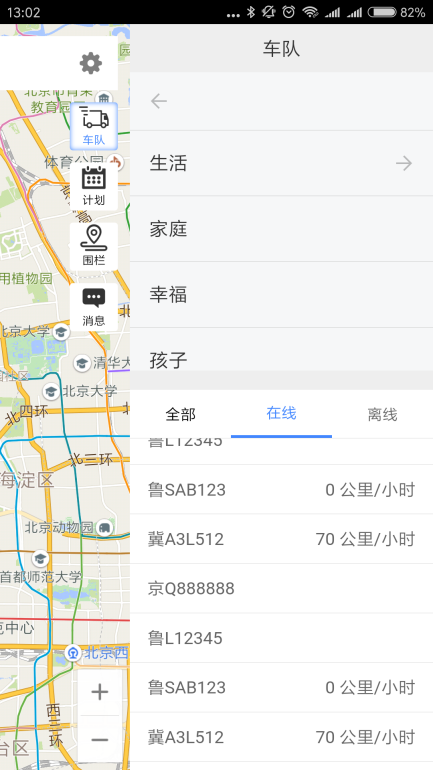 13:02
82%
车队
北京市育荣
教育园区
园
车队
体育公园
计划
围栏
用植物园
消息
北京大学
清华大
北京大学
北四环
北三环
海淀区
北京动物园
首都师范大学
中心
北京西
西三环
台区
生活
家庭
幸福
孩子
全部
在线
离线
鲁L12345
鲁SAB123 0 公里/小时
冀A3L512 70 公里/小时
京Q888888
鲁L12345
鲁SAB123 0 公里/小时
冀A3L512 70 公里/小时